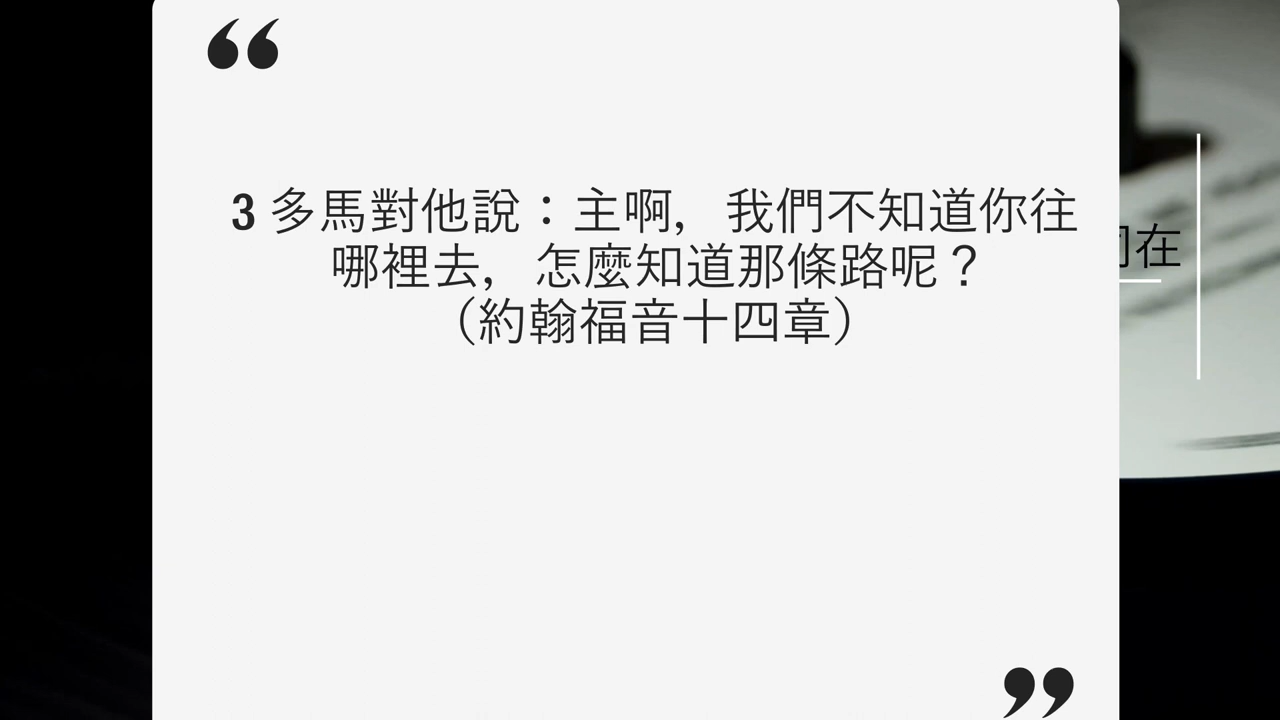 “
3 多馬對他說：主啊，我們不知道你往
哪裡去，怎麼知道那條路呢？
（約翰福音十四章）
在
”